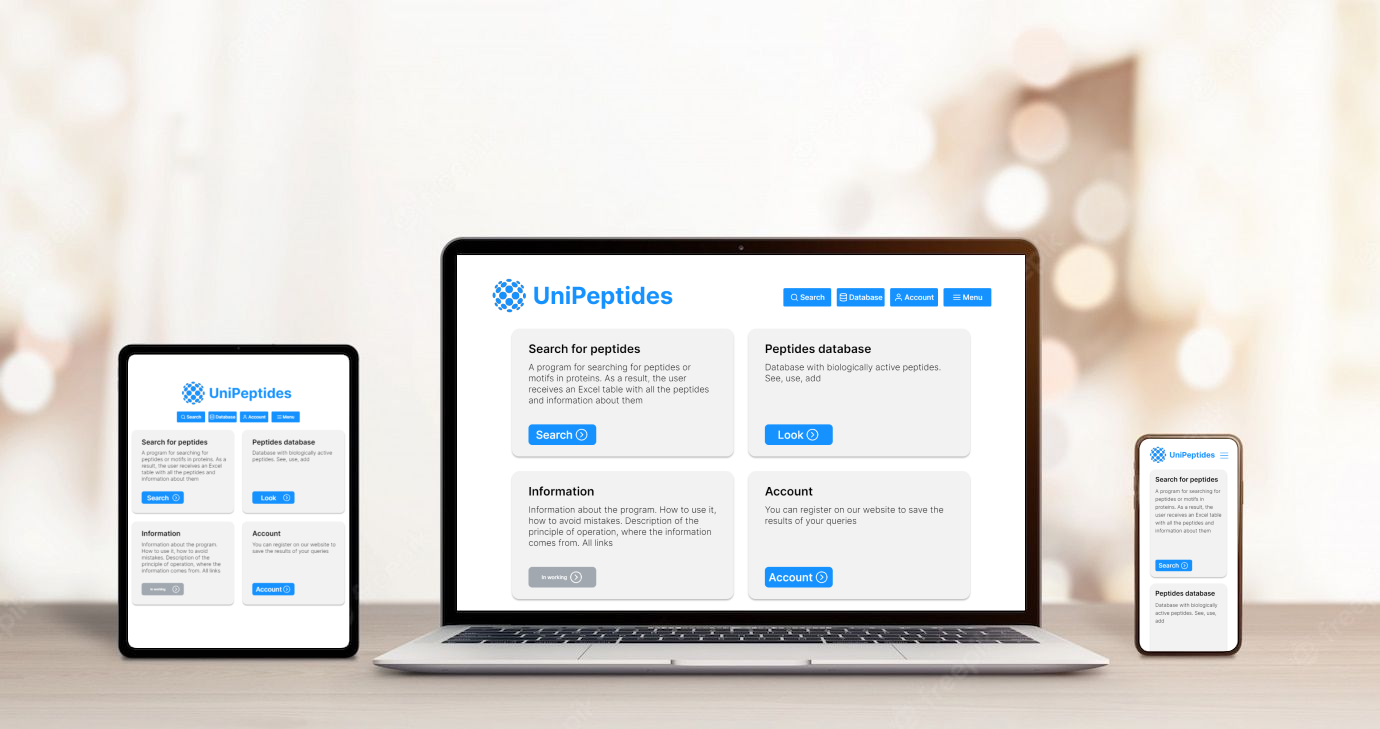 UniPeptides
Search
Database
Account
Menu
Search for peptides
A program for searching for peptides or
motifs in proteins. As a result, the user
receives an Excel table with all the peptides
and information about them
Search
Peptides database
Database with biologically active peptides.
See, use, add
Look
Information
Information about the program. How to use it,
how to avoid mistakes. Description of the
principle of operation, where the information
comes from. All links
In working
Account
You can register on our website to save the
results of your queries
Account
UniPeptides
Search
Database
Account
Menu
Search for peptides
A program for searching for
peptides or motifs in proteins. As a
result, the user receives an Excel
table with all the peptides and
information about them
Search
Peptides database
Database with biologically active
peptides. See, use, add
Look
Information
Information about the program.
How to use it, how to avoid
mistakes. Description of the
principle of operation, where the
information comes from. All links
In working
Account
You can register on our website to
save the results of your queries
Account
UniPeptides
Search for peptides
A program for searching for
peptides or motifs in
proteins. As a result, the
user receives an Excel table
with all the peptides and
information about them
Search
Peptides database
Database with biologically
active peptides. See, use,
add
freepik